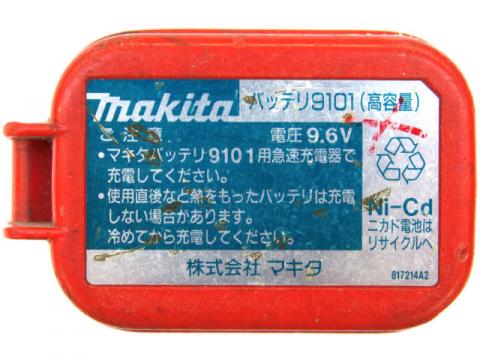 makita バッテリ9101(高容量)
ご注意 電圧9.6V
•マキタバッテリ9101用急速充電器で
充電してください。
•使用直後など熱をもったバッテリは充電
しない場合があります。
冷めてから充電してください。
Ni-Cd
ニカド電池は
リサイクルへ
株式会社 マキタ
817214A2